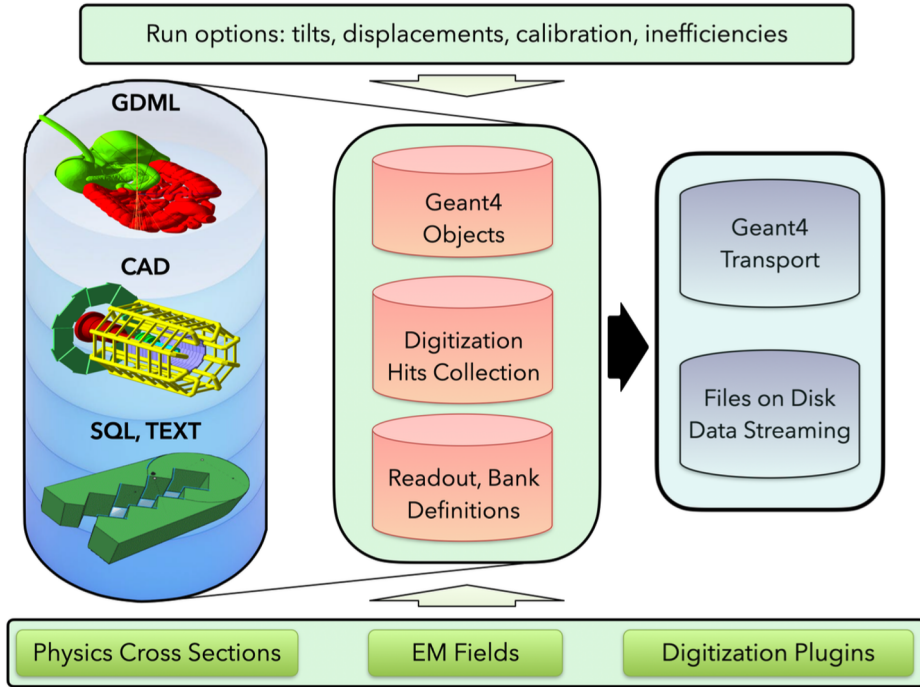 Run options: tilts, displacements, calibration, inefficiencies
GDML
CAD
SQL, TEXT
Geant4
Objects
Digitization
Hits Collection
Readout, Bank
Definitions
Geant4
Transport
Files on Disk
Data Streaming
Physics Cross Sections
EM Fields
Digitization Plugins